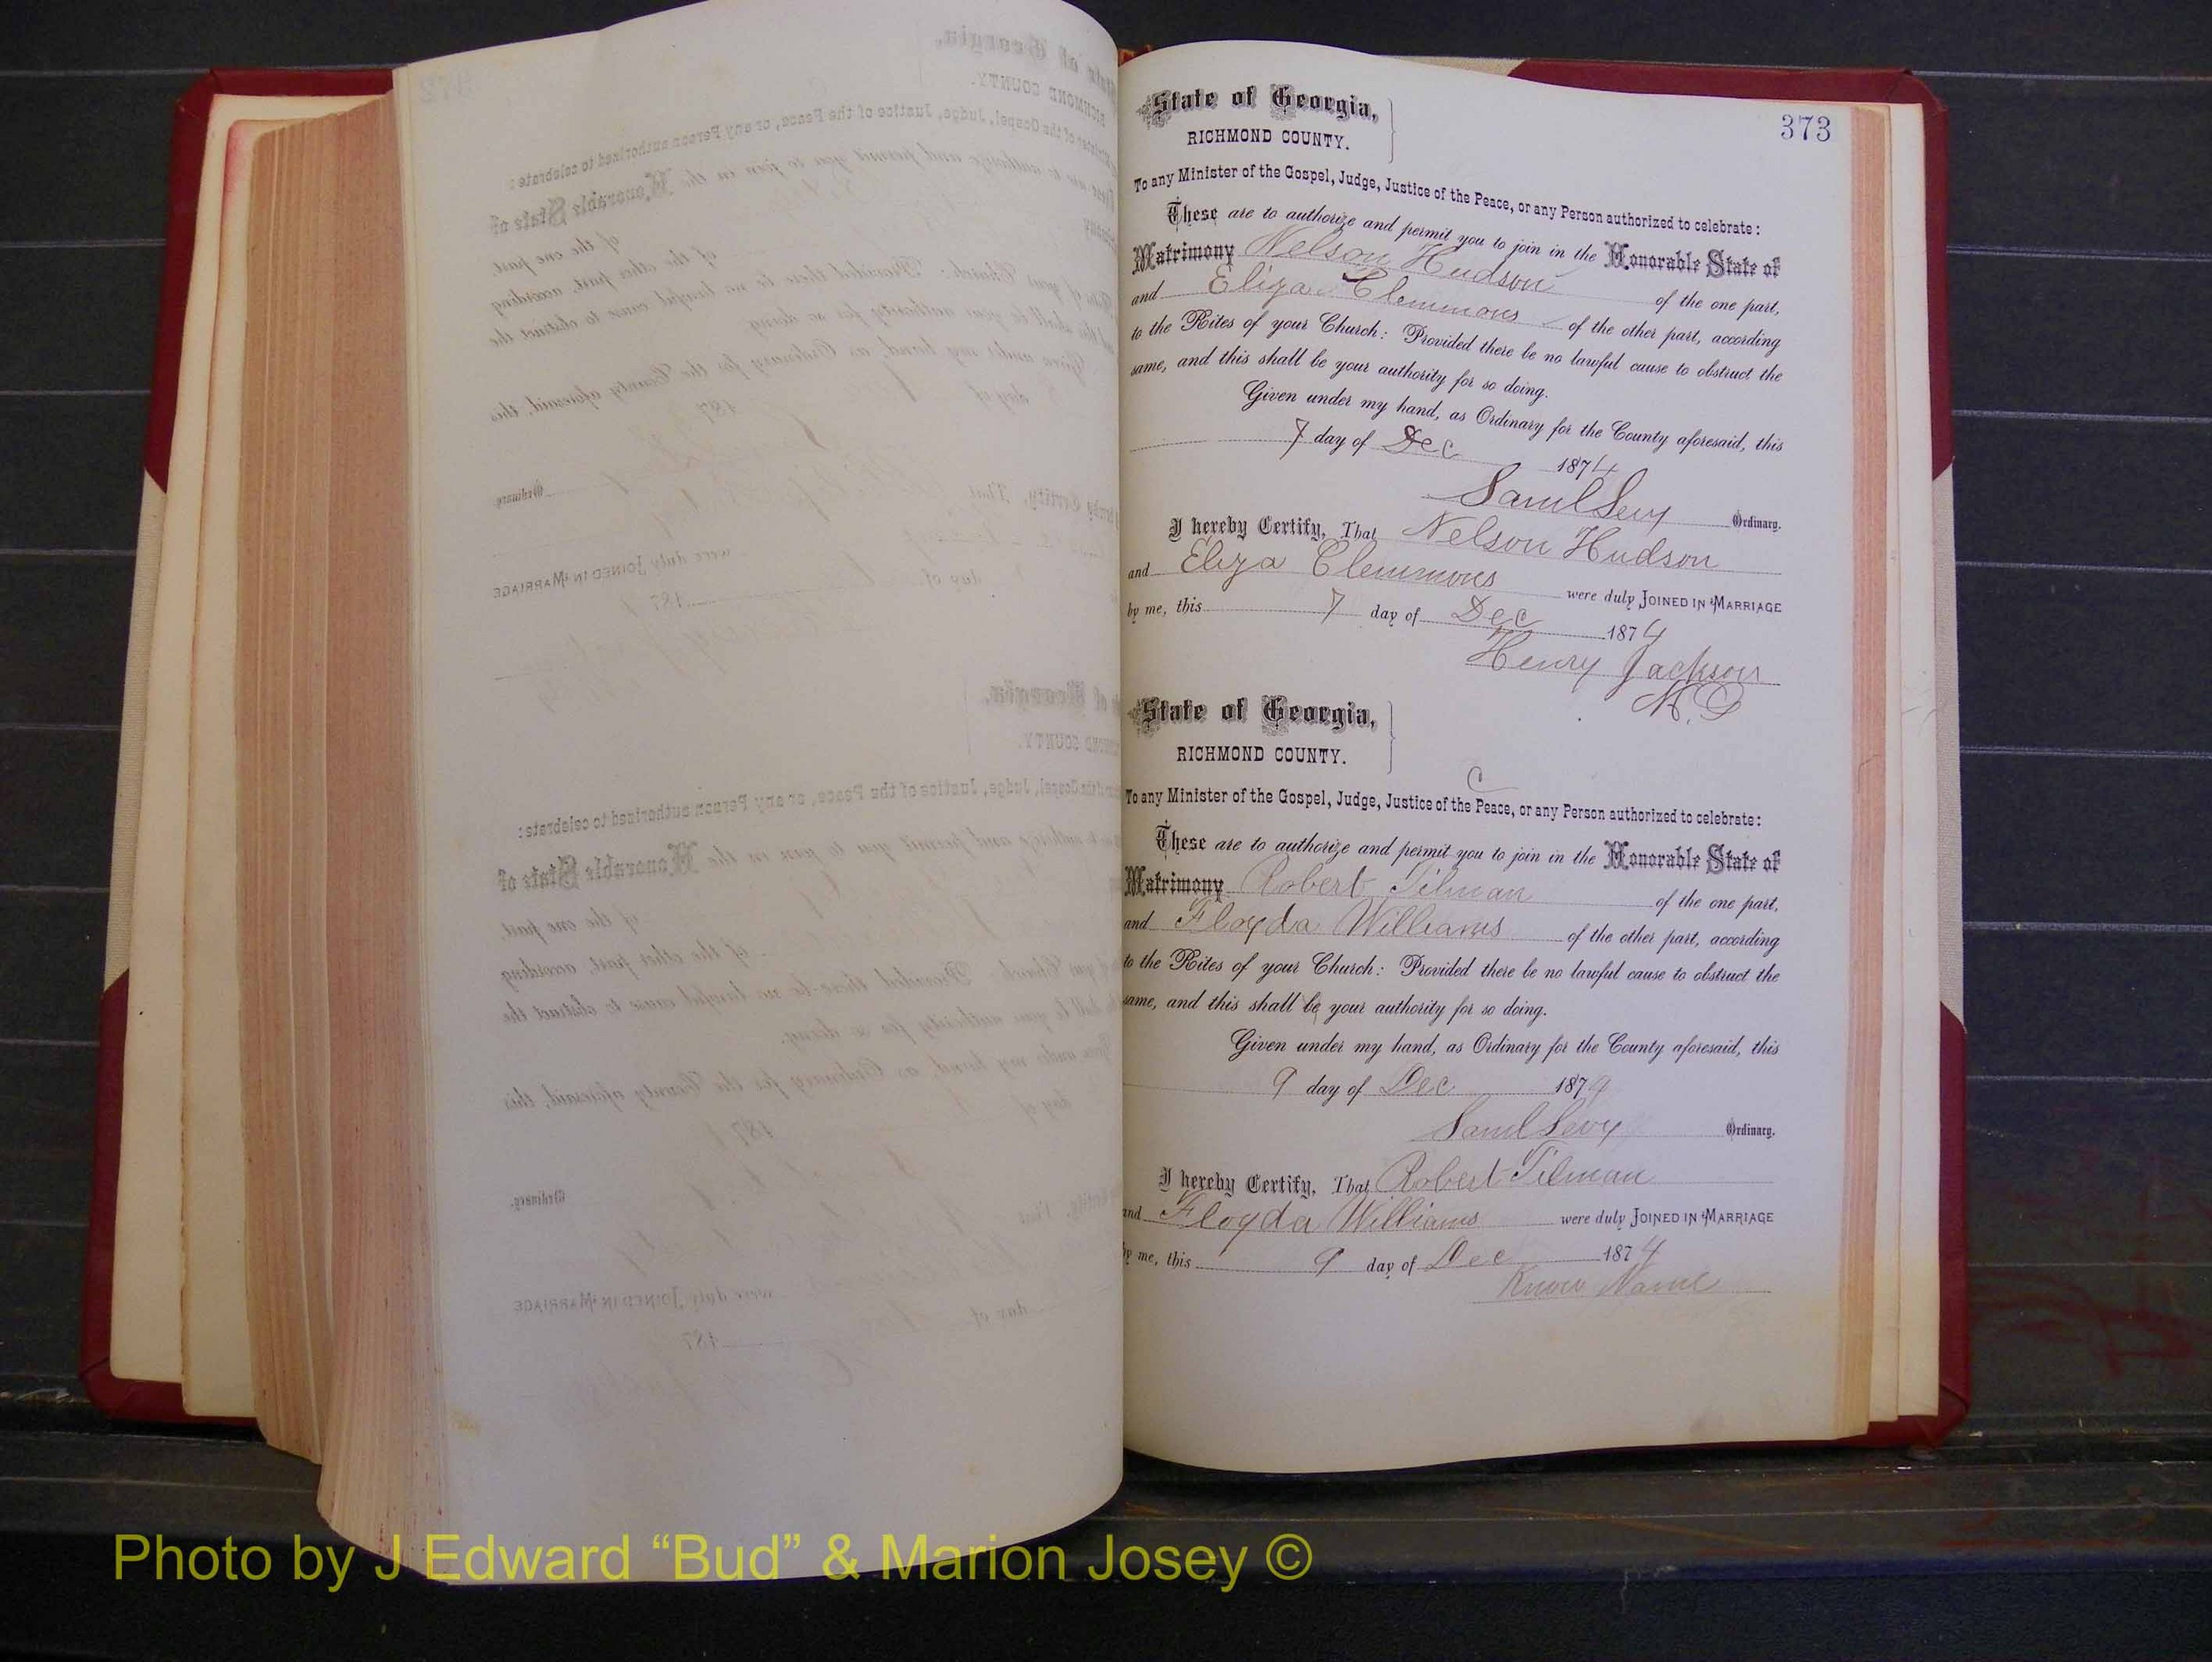 373
State of Georgia,
RICHMOND COUNTY.
To any Minister of the Gospel, Judge, Justice of the Peace, or any Person authorized to celebrate:
These are to authorize and permit you to join in the Honorable State of
Matrimony Nelson Hudson of the one part,
and Eliza Clemmons of the other part, according
to the Rites of your Church: Provided there be no lawful cause to obstruct the
same, and this shall be your authority for so doing.
Given under my hand, as Ordinary for the County aforesaid, this
7 day of Dec 1874
Saml Levy Ordinary.
I hereby Certify, That Nelson Hudson
and Eliza Clemmons were duly JOINED IN MARRIAGE
by me, this 7 day of Dec 1874
Henry Jackson
State of Georgia,
RICHMOND COUNTY.
C
To any Minister of the Gospel, Judge, Justice of the Peace, or any Person authorized to celebrate:
These are to authorize and permit you to join in the Honorable State of
Matrimony Robert Tilman of the one part,
and Floyda Williams of the other part, according
to the Rites of your Church: Provided there be no lawful cause to obstruct the
same, and this shall be your authority for so doing.
Given under my hand, as Ordinary for the County aforesaid, this
9 day of Dec 1874
Saml Levy Ordinary.
I hereby Certify, That Robert Tilman
and Floyda Williams were duly JOINED IN MARRIAGE
by me, this 9 day of Dec 1874
Know Name
Photo by J Edward “Bud” & Marion Josey ©